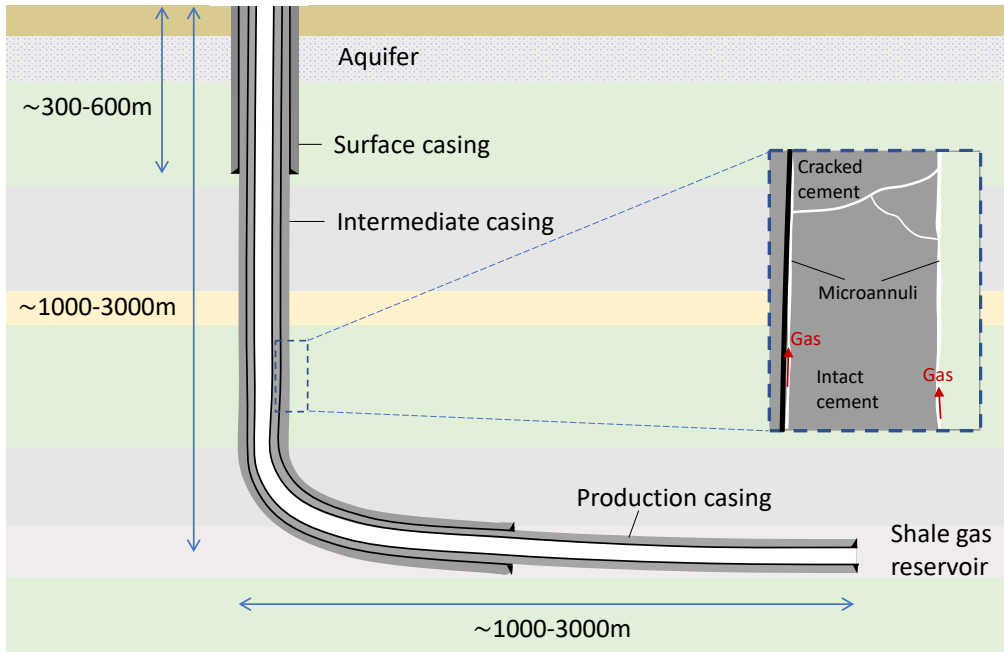 Aquifer
~300-600m
Surface casing
Cracked
cement
Intermediate casing
Microannuli
~1000-3000m
Gas
Gas
Intact
cement
Production casing
Shale gas
reservoir
~1000-3000m